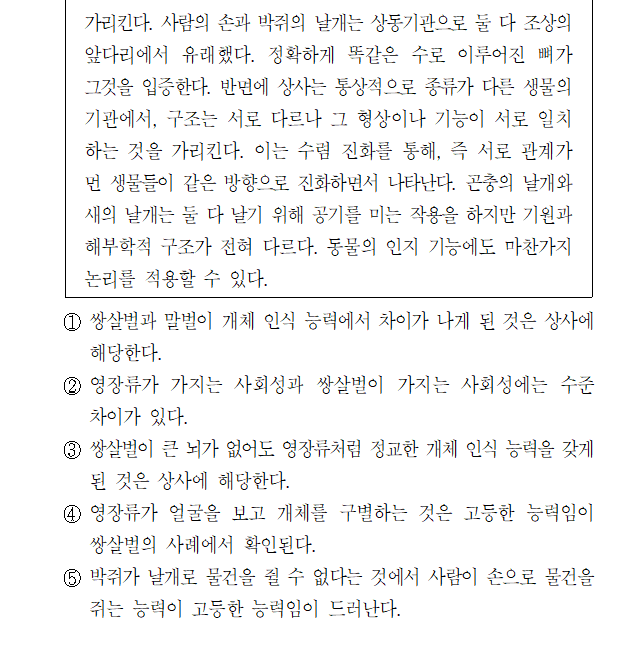 가리킨다. 사람의 손과 박쥐의 날개는 상동기관으로 둘 다 조상의
앞다리에서 유래했다. 정확하게 똑같은 수로 이루어진 뼈가
그것을 입증한다. 반면에 상사는 통상적으로 종류가 다른 생물의
기관에서, 구조는 서로 다르나 그 형상이나 기능이 서로 일치
하는 것을 가리킨다. 이는 수렴 진화를 통해, 즉 서로 관계가
먼 생물들이 같은 방향으로 진화하면서 나타난다. 곤충의 날개와
새의 날개는 둘 다 날기 위해 공기를 미는 작용을 하지만 기원과
해부학적 구조가 전혀 다르다. 동물의 인지 기능에도 마찬가지
논리를 적용할 수 있다.
① 쌍살벌과 말벌이 개체 인식 능력에서 차이가 나게 된 것은 상사에
해당한다.
② 영장류가 가지는 사회성과 쌍살벌이 가지는 사회성에는 수준
차이가 있다.
③ 쌍살벌이 큰 뇌가 없어도 영장류처럼 정교한 개체 인식 능력을 갖게
된 것은 상사에 해당한다.
④ 영장류가 얼굴을 보고 개체를 구별하는 것은 고등한 능력임이
쌍살벌의 사례에서 확인된다.
⑤ 박쥐가 날개로 물건을 쥘 수 없다는 것에서 사람이 손으로 물건을
쥐는 능력이 고등한 능력임이 드러난다.